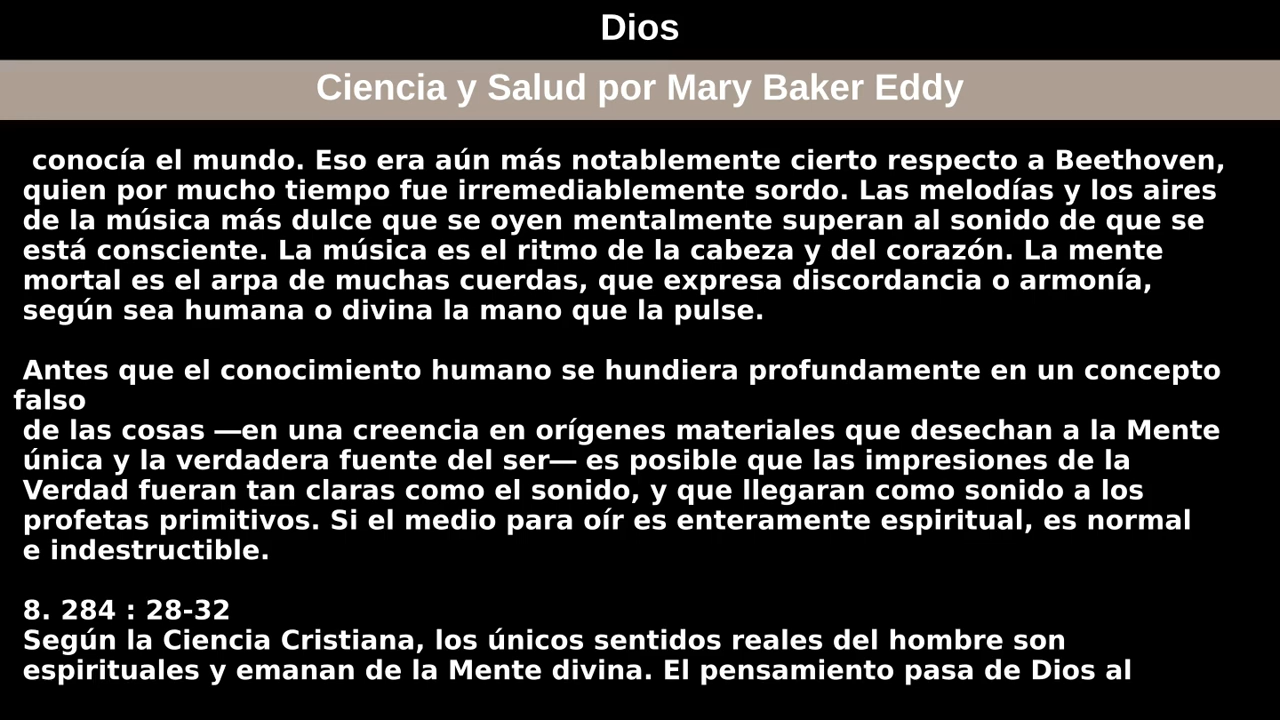 Dios
Ciencia y Salud por Mary Baker Eddy
conocía el mundo. Eso era aún más notablemente cierto respecto a Beethoven,
quien por mucho tiempo fue irremediablemente sordo. Las melodías y los aires
de la música más dulce que se oyen mentalmente superan al sonido de que se
está consciente. La música es el ritmo de la cabeza y del corazón. La mente
mortal es el arpa de muchas cuerdas, que expresa discordancia o armonía,
según sea humana o divina la mano que la pulse.
Antes que el conocimiento humano se hundiera profundamente en un concepto
falso
de las cosas —en una creencia en orígenes materiales que desechan a la Mente
única y la verdadera fuente del ser— es posible que las impresiones de la
Verdad fueran tan claras como el sonido, y que llegaran como sonido a los
profetas primitivos. Si el medio para oír es enteramente espiritual, es normal
e indestructible.
8. 284 : 28-32
Según la Ciencia Cristiana, los únicos sentidos reales del hombre son
espirituales y emanan de la Mente divina. El pensamiento pasa de Dios al